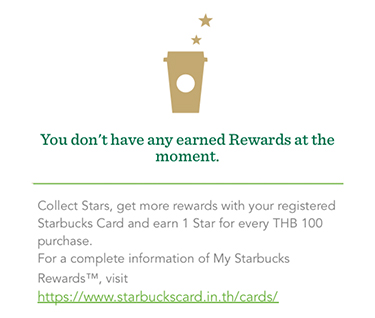 You don't have any earned Rewards at the
moment.
Collect Stars, get more rewards with your registered
Starbucks Card and earn 1 Star for every THB 100
purchase.
For a complete information of My Starbucks
Rewards™, visit
https://www.starbuckscard.in.th/cards/